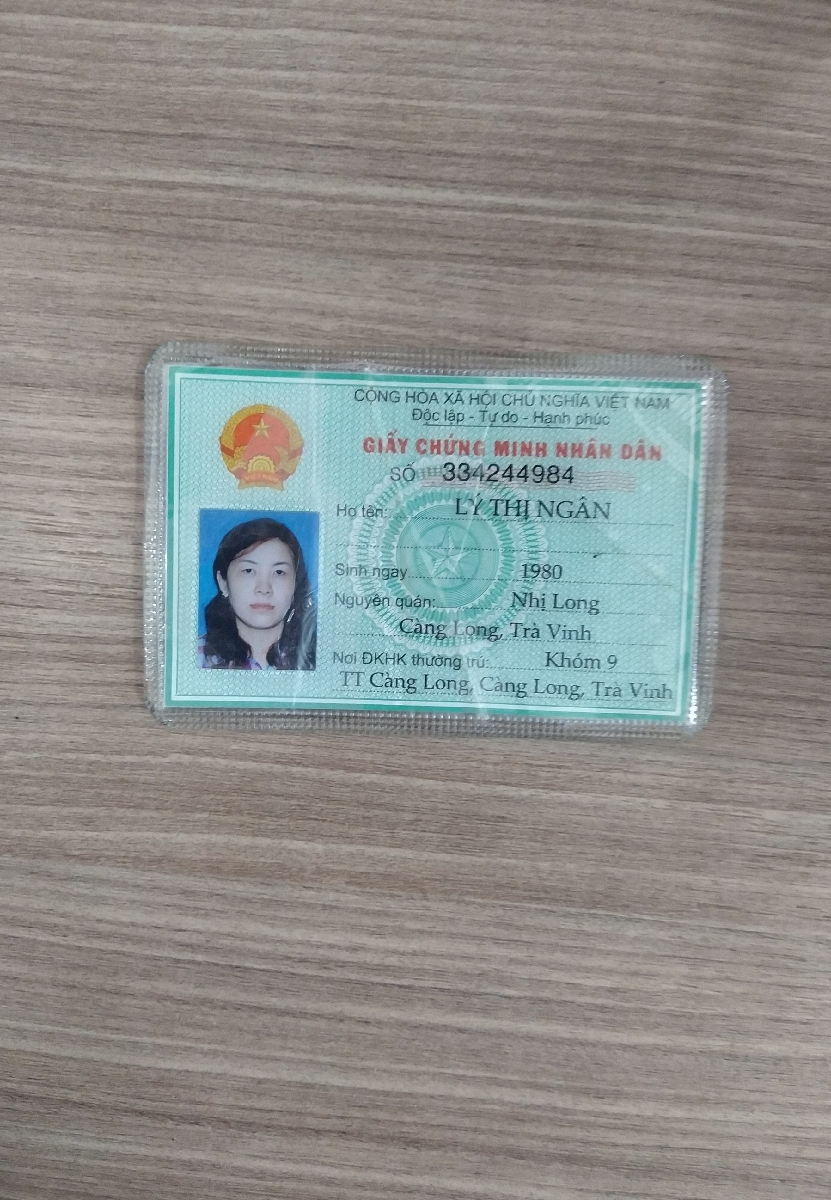 CỘNG HÒA XÃ HỘI CHỦ NGHĨA VIỆT NAM
Độc lập - Tự do - Hạnh phúc
GIẤY CHỨNG MINH NHÂN DÂN
SỐ 334244984
Họ tên: LÝ THỊ NGÂN
Sinh ngày 1980
Nguyên quán: Nhị Long
Càng Long, Trà Vinh
Nơi ĐKHK thường trú: Khóm 9
TT Càng Long, Càng Long, Trà Vinh